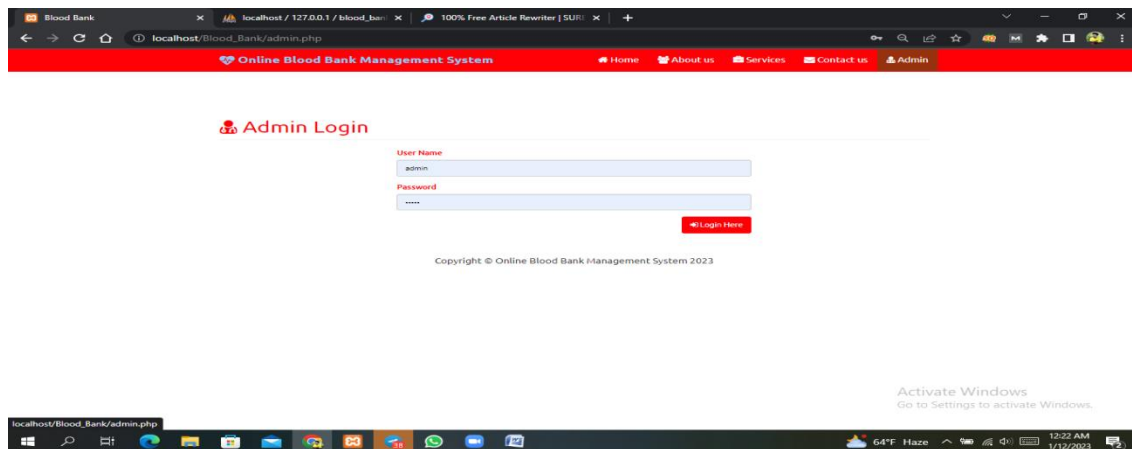 Blood Bank
localhost / 127.0.0.1 / blood_ban
100% Free Article Rewriter | SUR
localhost/Blood_Bank/admin.php
Online Blood Bank Management System
Home
About us
Services
Contact us
Admin
Admin Login
User Name
admin
Password
•••••
Login Here
Copyright © Online Blood Bank Management System 2023
Activate Windows
Go to Settings to activate Windows.
localhost/Blood_Bank/admin.php
64°F Haze
12:22 AM
1/12/2023